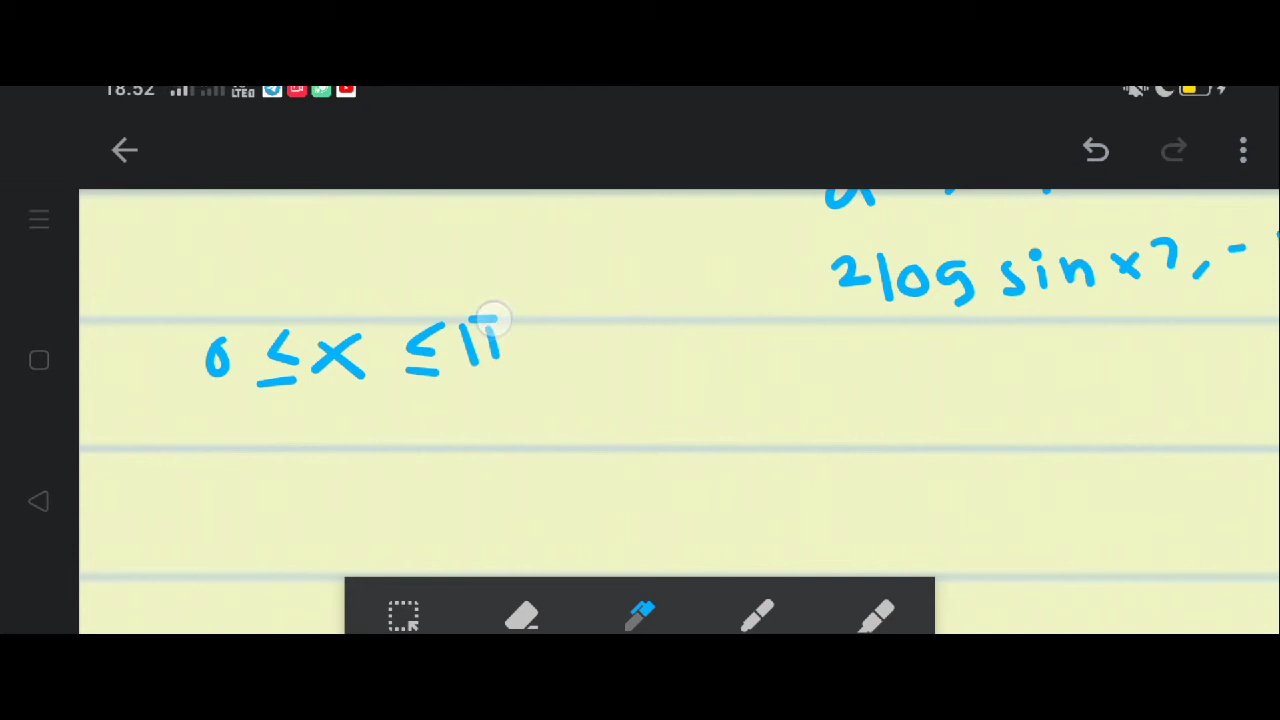 18.52
2log sin x?, -
0 ≤ x ≤ π